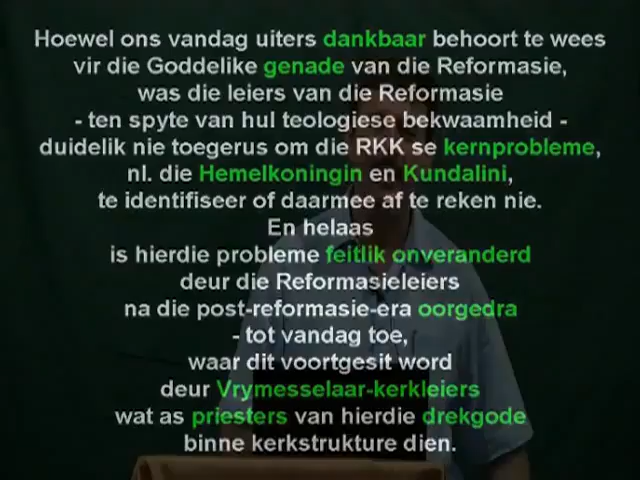 Hoewel ons vandag uiters dankbaar behoort te wees
vir die Goddelike genade van die Reformasie,
was die leiers van die Reformasie
- ten spyte van hul teologiese bekwaamheid -
duidelik nie toegerus om die RKK se kernprobleme,
nl. die Hemelkoningin en Kundalini,
te identifiseer of daarmee af te reken nie.
En helaas
is hierdie probleme feitlik onveranderd
deur die Reformasieleiers
na die post-reformasie-era oorgedra
- tot vandag toe,
waar dit voortgesit word
deur Vrymesselaar-kerkleiers
wat as priesters van hierdie drekgode
binne kerkstrukture dien.